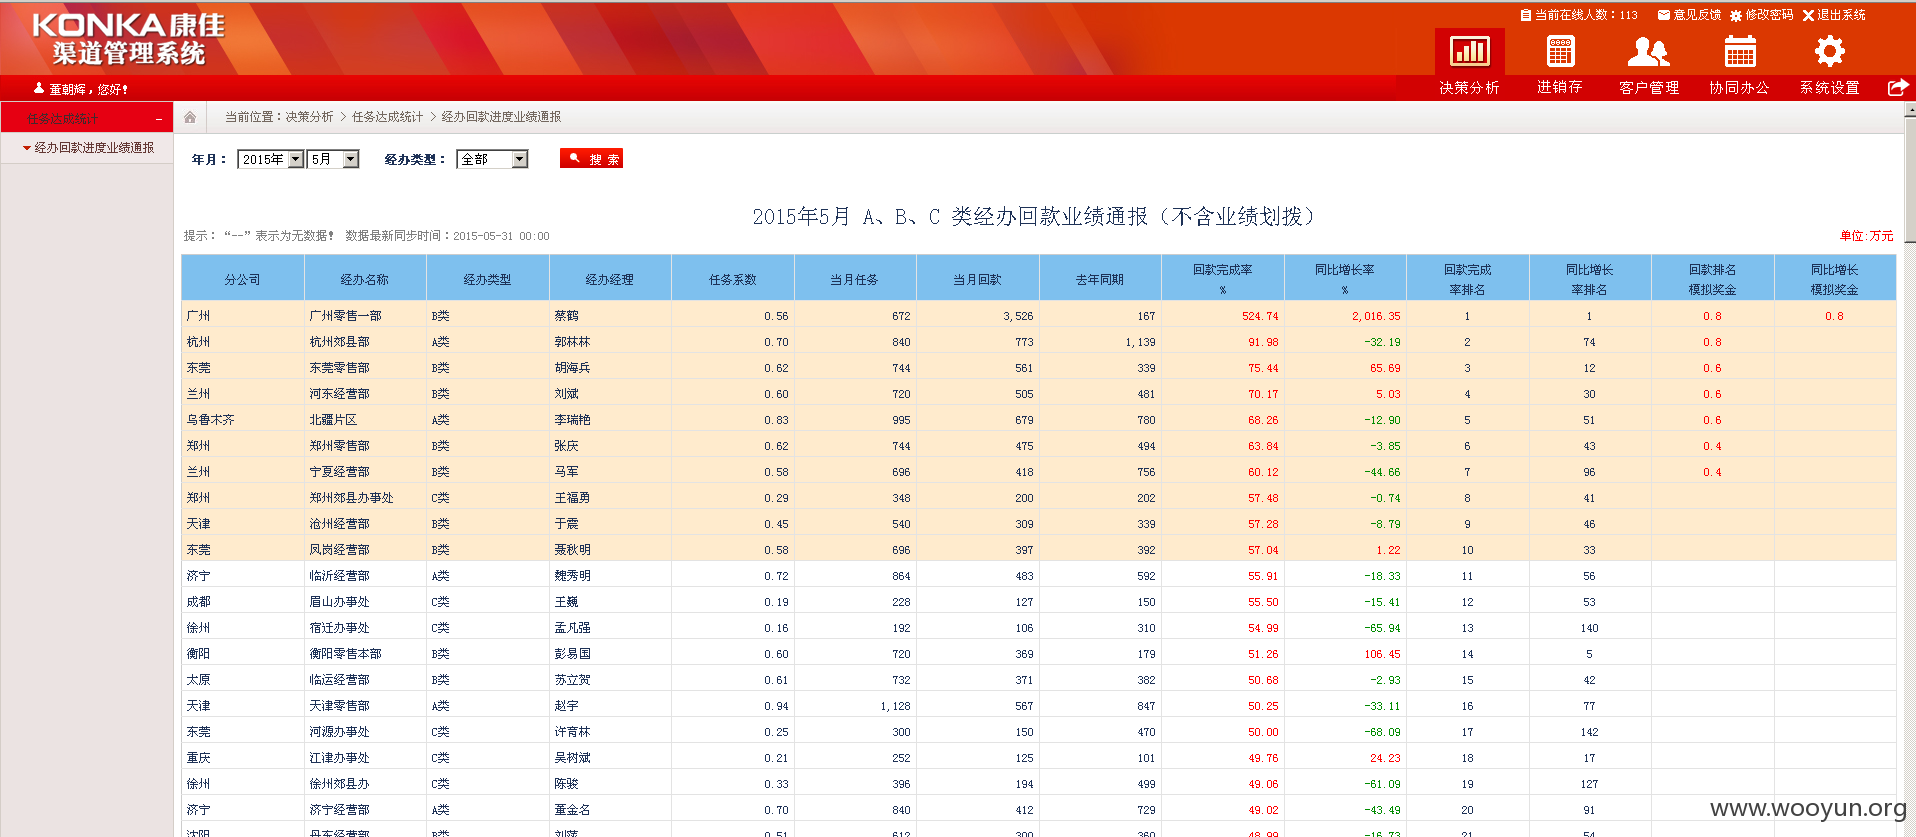 KONKA康佳
渠道管理系统
当前在线人数：113 意见反馈 修改密码 退出系统
决策分析 进销存 客户管理 协同办公 系统设置
董朝辉，您好！
任务达成统计 －
经办回款进度业绩通报
当前位置：决策分析 > 任务达成统计 > 经办回款进度业绩通报
年月： 2015年 5月 经办类型： 全部 搜 索
2015年5月 A、B、C 类经办回款业绩通报（不含业绩划拨）
提示：“--”表示为无数据！ 数据最新同步时间：2015-05-31 00:00
单位:万元
分公司 经办名称 经办类型 经办经理 任务系数 当月任务 当月回款 去年同期 回款完成率% 同比增长率% 回款完成率排名 同比增长率排名 回款排名模拟奖金 同比增长模拟奖金
广州 广州零售一部 B类 蔡鹤 0.56 672 3,526 167 524.74 2,016.35 1 1 0.8 0.8
杭州 杭州郊县部 A类 郭林林 0.70 840 773 1,139 91.98 -32.19 2 74 0.8
东莞 东莞零售部 B类 胡海兵 0.62 744 561 339 75.44 65.69 3 12 0.6
兰州 河东经营部 B类 刘斌 0.60 720 505 481 70.17 5.03 4 30 0.6
乌鲁木齐 北疆片区 A类 李瑞艳 0.83 995 679 780 68.26 -12.90 5 51 0.6
郑州 郑州零售部 B类 张庆 0.62 744 475 494 63.84 -3.85 6 43 0.4
兰州 宁夏经营部 B类 马军 0.58 696 418 756 60.12 -44.66 7 96 0.4
郑州 郑州郊县办事处 C类 王福勇 0.29 348 200 202 57.48 -0.74 8 41
天津 沧州经营部 B类 于震 0.45 540 309 339 57.28 -8.79 9 46
东莞 凤岗经营部 B类 聂秋明 0.58 696 397 392 57.04 1.22 10 33
济宁 临沂经营部 A类 魏秀明 0.72 864 483 592 55.91 -18.33 11 56
成都 眉山办事处 C类 王巍 0.19 228 127 150 55.50 -15.41 12 53
徐州 宿迁办事处 C类 孟凡强 0.16 192 106 310 54.99 -65.94 13 140
衡阳 衡阳零售本部 B类 彭易国 0.60 720 369 179 51.26 106.45 14 5
太原 临运经营部 B类 苏立贺 0.61 732 371 382 50.68 -2.93 15 42
天津 天津零售部 A类 赵宇 0.94 1,128 567 847 50.25 -33.11 16 77
东莞 河源办事处 C类 许育林 0.25 300 150 470 50.00 -68.09 17 142
重庆 江津办事处 C类 吴树斌 0.21 252 125 101 49.76 24.23 18 17
徐州 徐州郊县办 C类 陈骏 0.33 396 194 499 49.06 -61.09 19 127
济宁 济宁经营部 A类 董金名 0.70 840 412 729 49.02 -43.49 20 91
沈阳 丹东经营部 B类 刘萍 0.51 612 300 360 48.99 -16.73 21 54
www.wooyun.org